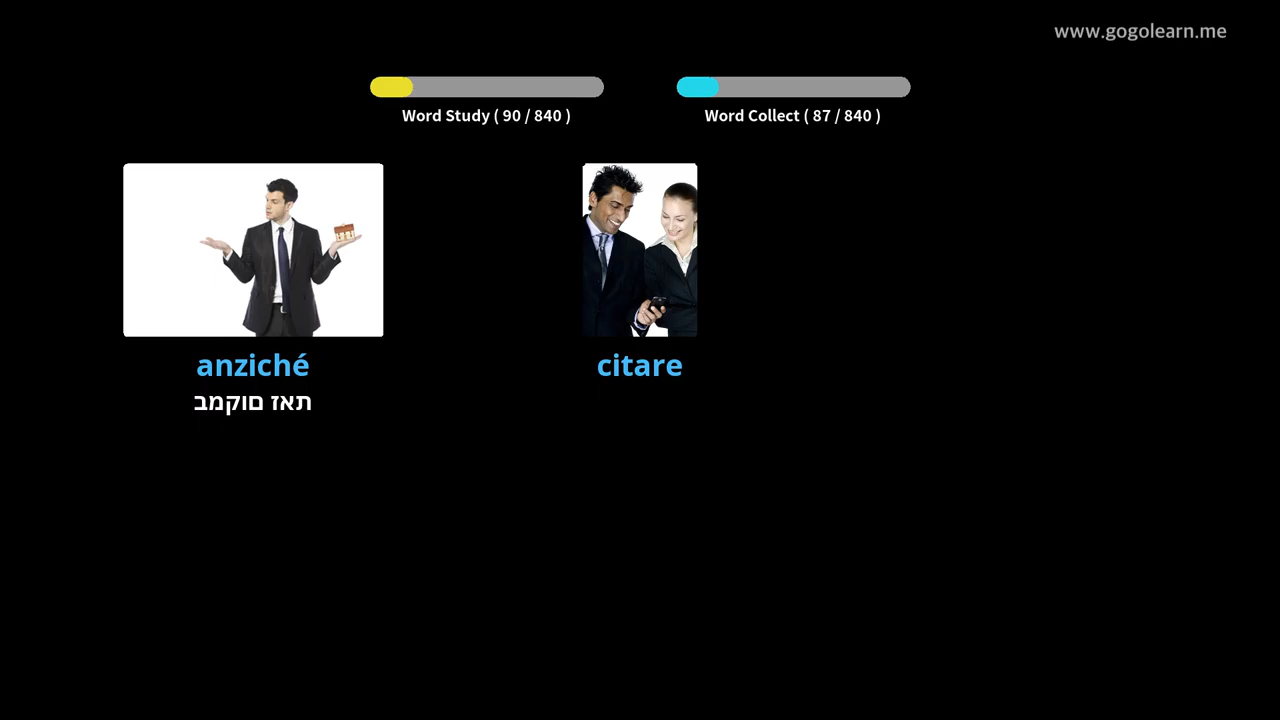 www.gogolearn.me
Word Study ( 90 / 840 )
Word Collect ( 87 / 840 )
anziché
citare
תאז םוקמב